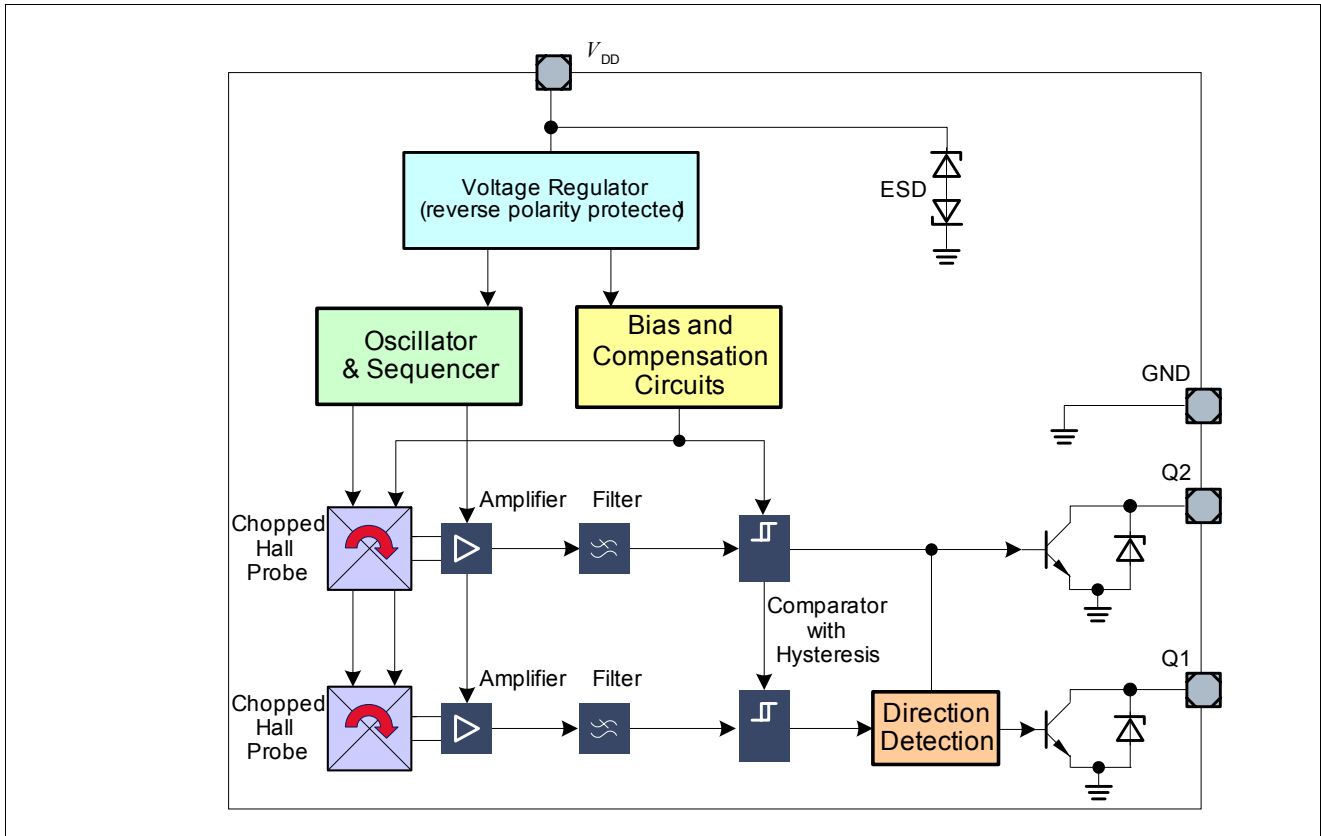 VDD
Voltage Regulator
(reverse polarity protected)
ESD
Oscillator
& Sequencer
Bias and
Compensation
Circuits
GND
Q2
Amplifier
Filter
Chopped
Hall
Probe
Comparator
with
Hysteresis
Q1
Amplifier
Filter
Chopped
Hall
Probe
Direction
Detection